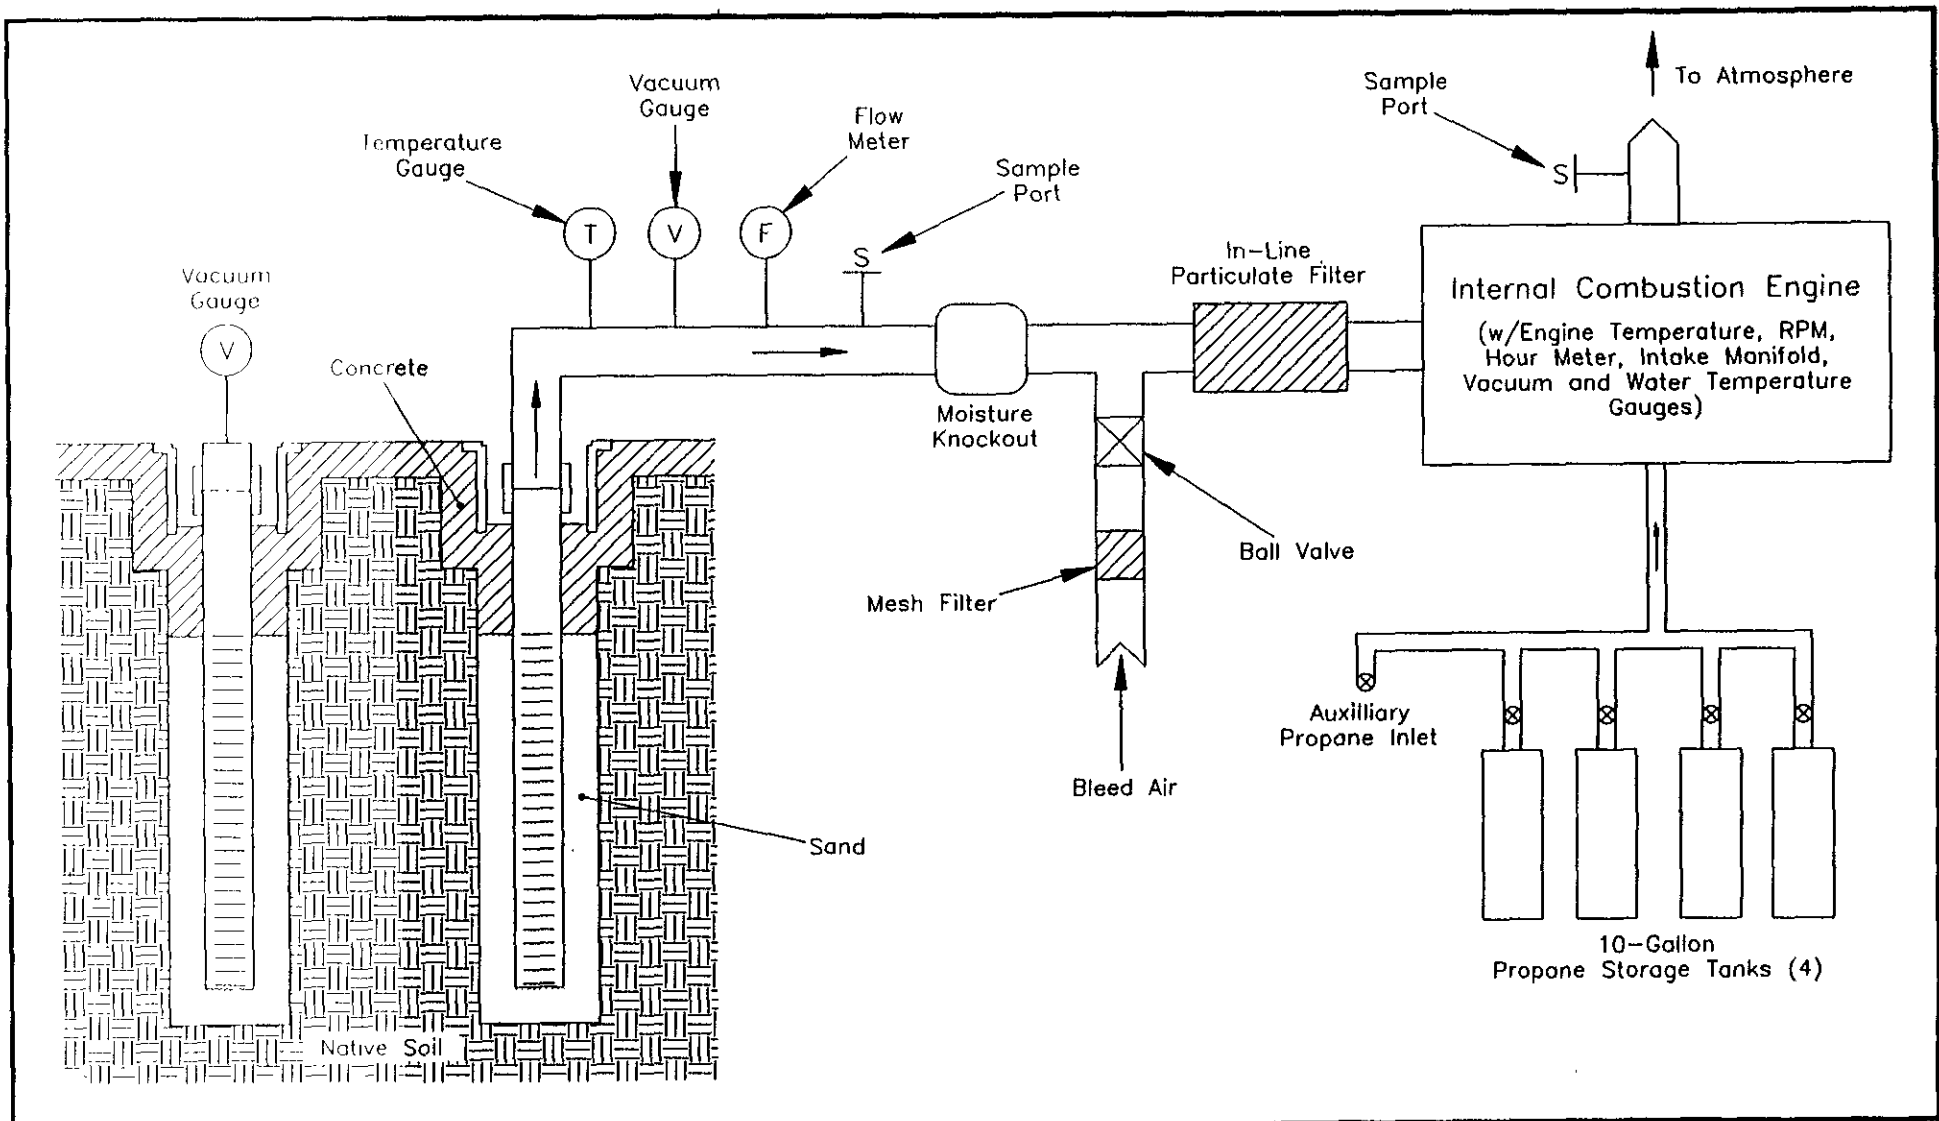 Vacuum
Gauge
Temperature
Gauge
Flow
Meter
Sample
Port
Sample
Port
To Atmosphere
T
V
F
S
S
Vacuum
Gauge
V
In-Line
Particulate Filter
Internal Combustion Engine
(w/Engine Temperature, RPM,
Hour Meter, Intake Manifold,
Vacuum and Water Temperature
Gauges)
Concrete
Moisture
Knockout
Ball Valve
Mesh Filter
Auxilliary
Propane Inlet
Bleed Air
Sand
10-Gallon
Propane Storage Tanks (4)
Native Soil